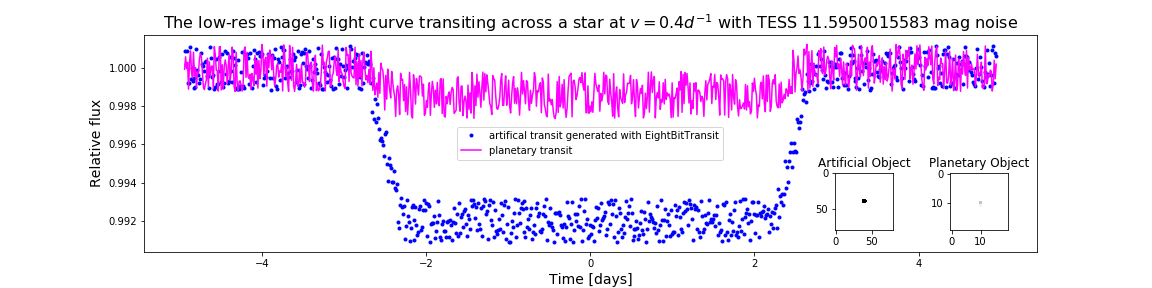 The low-res image's light curve transiting across a star at v = 0.4d⁻¹ with TESS 11.5950015583 mag noise
Relative flux
1.000
0.998
0.996
0.994
0.992
artifical transit generated with EightBitTransit
planetary transit
Artificial Object
0
50
0
50
Planetary Object
0
10
0
10
−4
−2
0
2
4
Time [days]